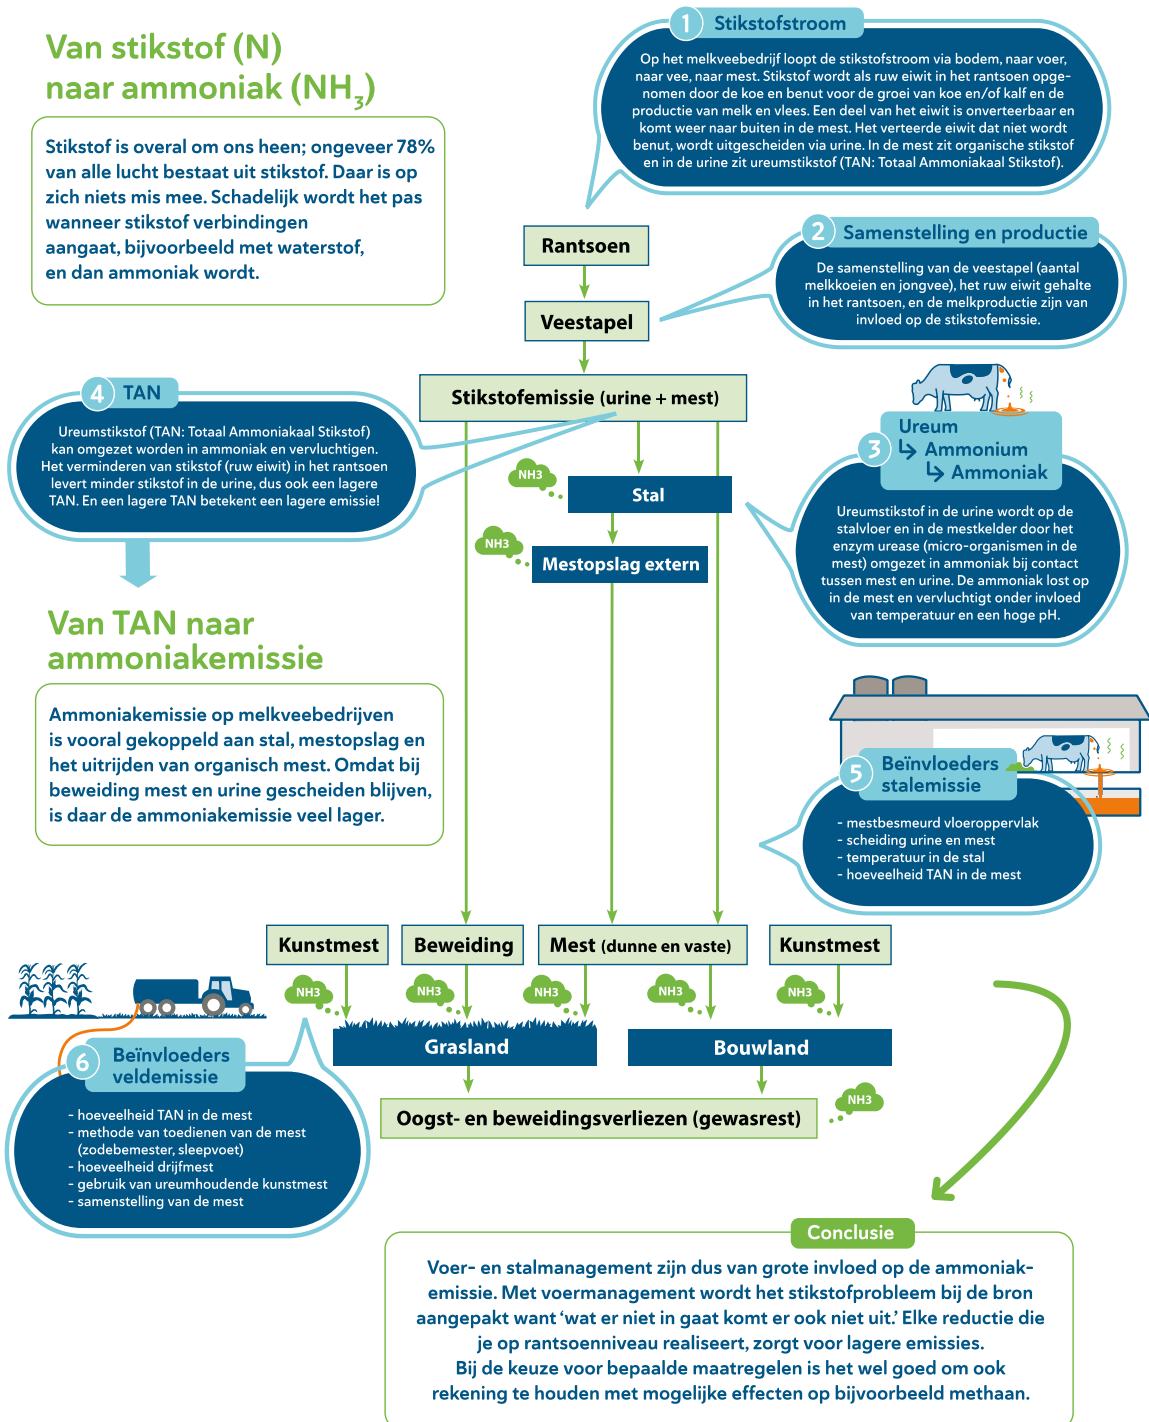 Van stikstof (N)
naar ammoniak (NH3)
Stikstof is overal om ons heen; ongeveer 78%
van alle lucht bestaat uit stikstof. Daar is op
zich niets mis mee. Schadelijk wordt het pas
wanneer stikstof verbindingen
aangaat, bijvoorbeeld met waterstof,
en dan ammoniak wordt.
1 Stikstofstroom
Op het melkveebedrijf loopt de stikstofstroom via bodem, naar voer,
naar vee, naar mest. Stikstof wordt als ruw eiwit in het rantsoen opge-
nomen door de koe en benut voor de groei van koe en/of kalf en de
productie van melk en vlees. Een deel van het eiwit is onverteerbaar en
komt weer naar buiten in de mest. Het verteerde eiwit dat niet wordt
benut, wordt uitgescheiden via urine. In de mest zit organische stikstof
en in de urine zit ureumstikstof (TAN: Totaal Ammoniakaal Stikstof).
Rantsoen
2 Samenstelling en productie
De samenstelling van de veestapel (aantal
melkkoeien en jongvee), het ruw eiwit gehalte
in het rantsoen, en de melkproductie zijn van
invloed op de stikstofemissie.
Veestapel
Stikstofemissie (urine + mest)
4 TAN
Ureumstikstof (TAN: Totaal Ammoniakaal Stikstof)
kan omgezet worden in ammoniak en vervluchtigen.
Het verminderen van stikstof (ruw eiwit) in het rantsoen
levert minder stikstof in de urine, dus ook een lagere
TAN. En een lagere TAN betekent een lagere emissie!
3 Ureum
Ammonium
Ammoniak
Ureumstikstof in de urine wordt op de
stalvloer en in de mestkelder door het
enzym urease (micro-organismen in de
mest) omgezet in ammoniak bij contact
tussen mest en urine. De ammoniak lost op
in de mest en vervluchtigt onder invloed
van temperatuur en een hoge pH.
NH3
Stal
NH3
Mestopslag extern
Van TAN naar
ammoniakemissie
Ammoniakemissie op melkveebedrijven
is vooral gekoppeld aan stal, mestopslag en
het uitrijden van organisch mest. Omdat bij
beweiding mest en urine gescheiden blijven,
is daar de ammoniakemissie veel lager.
5 Beïnvloeders
stalemissie
- mestbesmeurd vloeroppervlak
- scheiding urine en mest
- temperatuur in de stal
- hoeveelheid TAN in de mest
Kunstmest
Beweiding
Mest (dunne en vaste)
Kunstmest
NH3
NH3
NH3
NH3
NH3
Grasland
Bouwland
6 Beïnvloeders
veldemissie
- hoeveelheid TAN in de mest
- methode van toedienen van de mest
(zodebemester, sleepvoet)
- hoeveelheid drijfmest
- gebruik van ureumhoudende kunstmest
- samenstelling van de mest
Oogst- en beweidingsverliezen (gewasrest)
NH3
Conclusie
Voer- en stalmanagement zijn dus van grote invloed op de ammoniak-
emissie. Met voermanagement wordt het stikstofprobleem bij de bron
aangepakt want ‘wat er niet in gaat komt er ook niet uit.’ Elke reductie die
je op rantsoenniveau realiseert, zorgt voor lagere emissies.
Bij de keuze voor bepaalde maatregelen is het wel goed om ook
rekening te houden met mogelijke effecten op bijvoorbeeld methaan.